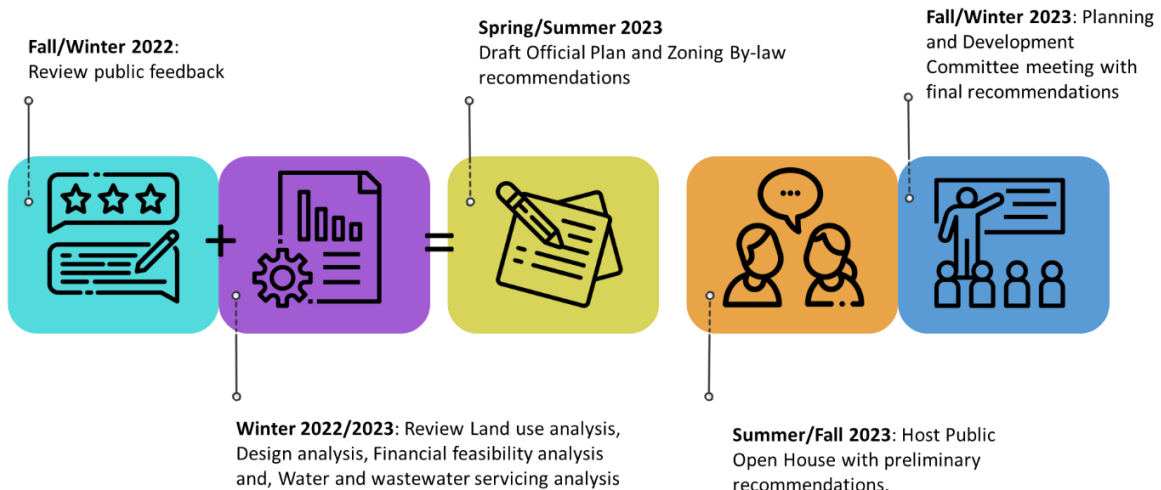 Fall/Winter 2022:
Review public feedback
Spring/Summer 2023
Draft Official Plan and Zoning By-law
recommendations
Fall/Winter 2023: Planning
and Development
Committee meeting with
final recommendations
+
=
Winter 2022/2023: Review Land use analysis,
Design analysis, Financial feasibility analysis
and, Water and wastewater servicing analysis
Summer/Fall 2023: Host Public
Open House with preliminary
recommendations.